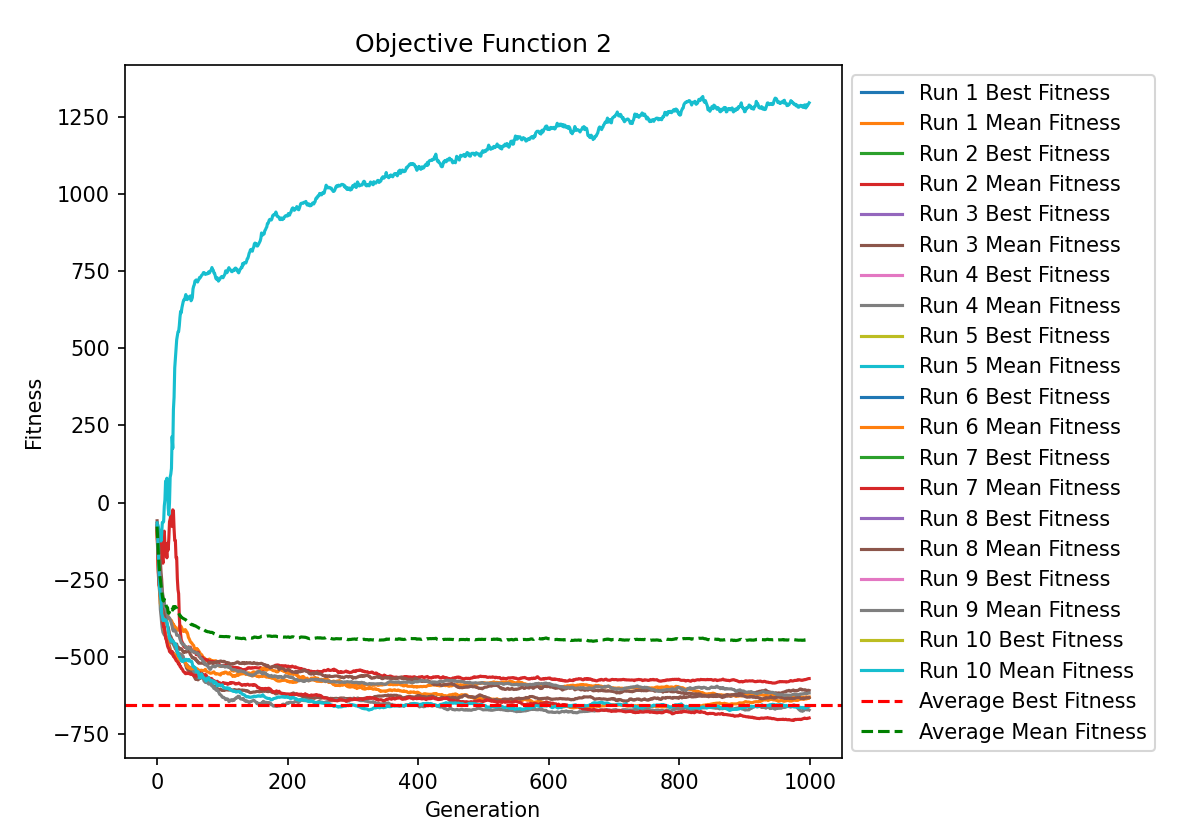 Objective Function 2
1250
1000
750
500
250
0
−250
−500
−750
Fitness
0
200
400
600
800
1000
Generation
Run 1 Best Fitness
Run 1 Mean Fitness
Run 2 Best Fitness
Run 2 Mean Fitness
Run 3 Best Fitness
Run 3 Mean Fitness
Run 4 Best Fitness
Run 4 Mean Fitness
Run 5 Best Fitness
Run 5 Mean Fitness
Run 6 Best Fitness
Run 6 Mean Fitness
Run 7 Best Fitness
Run 7 Mean Fitness
Run 8 Best Fitness
Run 8 Mean Fitness
Run 9 Best Fitness
Run 9 Mean Fitness
Run 10 Best Fitness
Run 10 Mean Fitness
Average Best Fitness
Average Mean Fitness